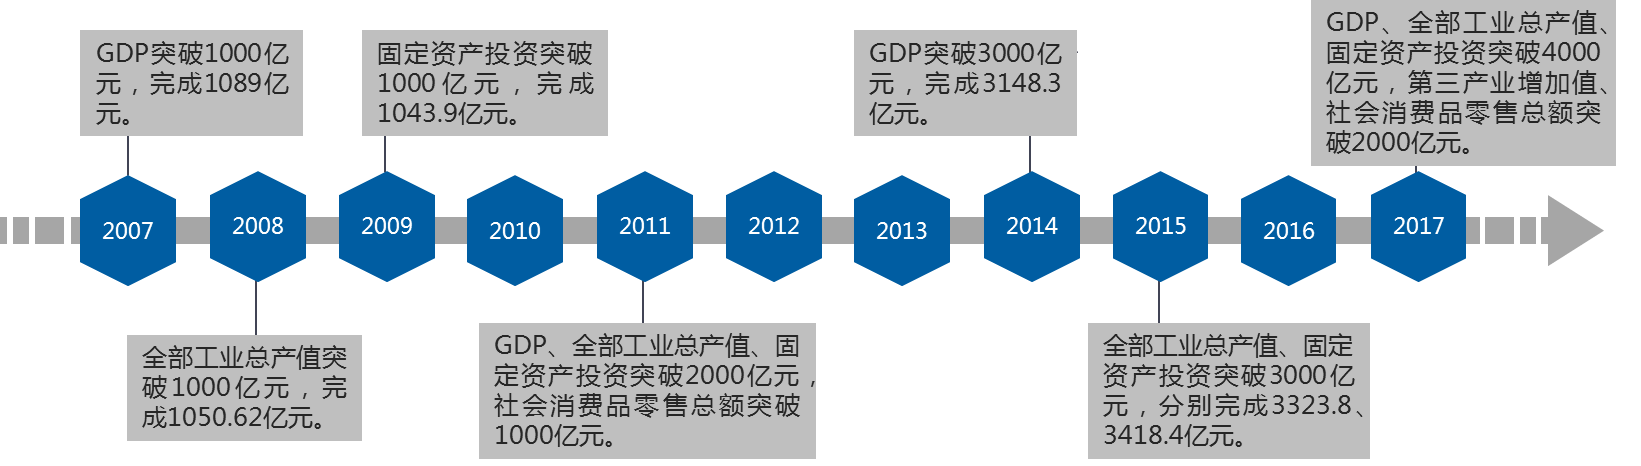 GDP突破1000亿
元，完成1089亿
元。
固定资产投资突破
1000亿元，完成
1043.9亿元。
GDP突破3000亿
元，完成3148.3
亿元。
GDP、全部工业总产值、
固定资产投资突破4000
亿元，第三产业增加值、
社会消费品零售总额突
破2000亿元。
2007
2008
2009
2010
2011
2012
2013
2014
2015
2016
2017
全部工业总产值突
破1000亿元，完
成1050.62亿元。
GDP、全部工业总产值、固
定资产投资突破2000亿元，
社会消费品零售总额突破
1000亿元。
全部工业总产值、固定
资产投资突破3000亿
元，分别完成3323.8、
3418.4亿元。